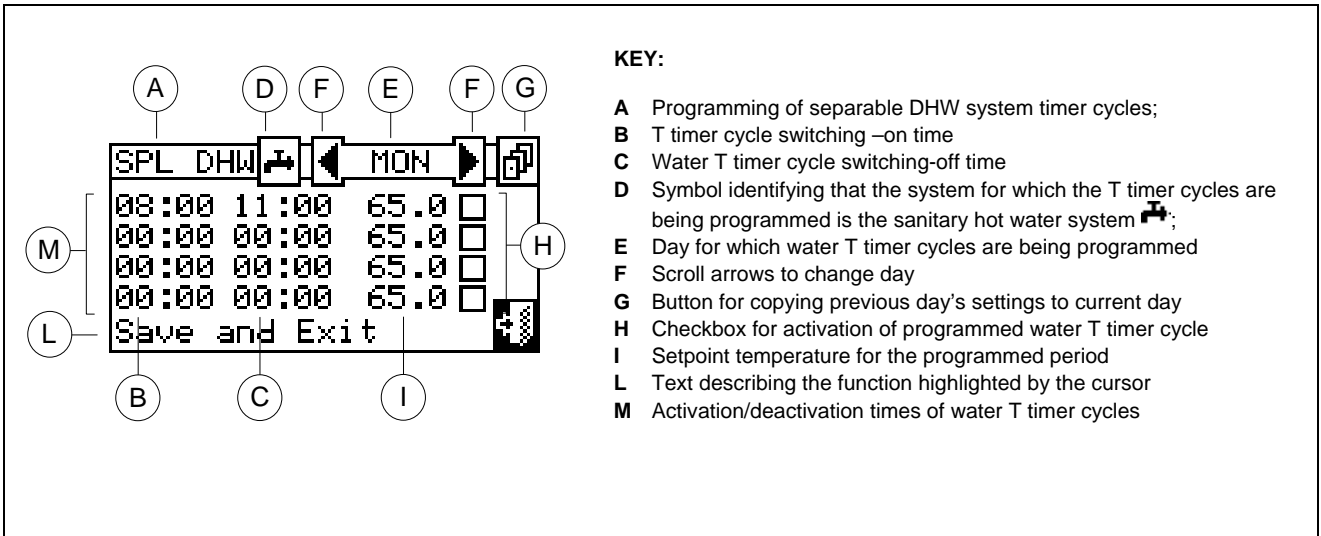 A D F E F G
SPL DHW MON
08:00 11:00 65.0
00:00 00:00 65.0
00:00 00:00 65.0
00:00 00:00 65.0
Save and Exit
M
H
L
B C I
KEY:
A Programming of separable DHW system timer cycles;
B T timer cycle switching –on time
C Water T timer cycle switching-off time
D Symbol identifying that the system for which the T timer cycles are
being programmed is the sanitary hot water system ;
E Day for which water T timer cycles are being programmed
F Scroll arrows to change day
G Button for copying previous day's settings to current day
H Checkbox for activation of programmed water T timer cycle
I Setpoint temperature for the programmed period
L Text describing the function highlighted by the cursor
M Activation/deactivation times of water T timer cycles